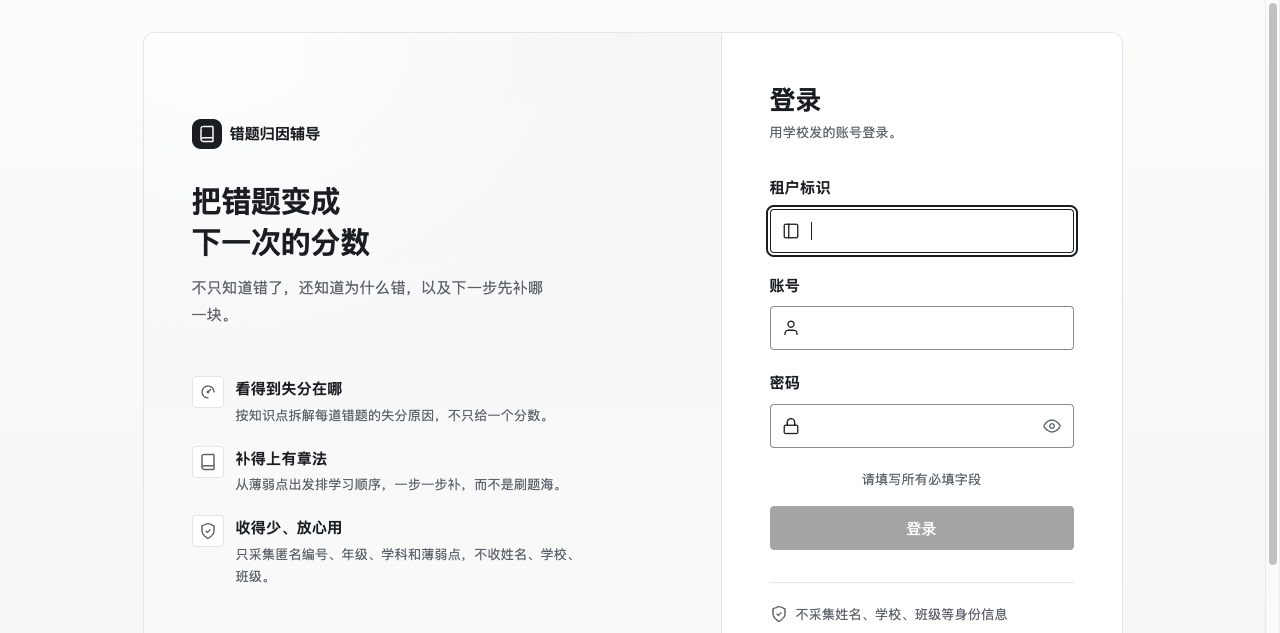 错题归因辅导
把错题变成
下一次的分数
不只知道错了，还知道为什么错，以及下一步先补哪
一块。
看得到失分在哪
按知识点拆解每道错题的失分原因，不只给一个分数。
补得上有章法
从薄弱点出发排学习顺序，一步一步补，而不是刷题海。
收得少、放心用
只采集匿名编号、年级、学科和薄弱点，不收姓名、学校、
班级。
登录
用学校发的账号登录。
租户标识
账号
密码
请填写所有必填字段
登录
不采集姓名、学校、班级等身份信息